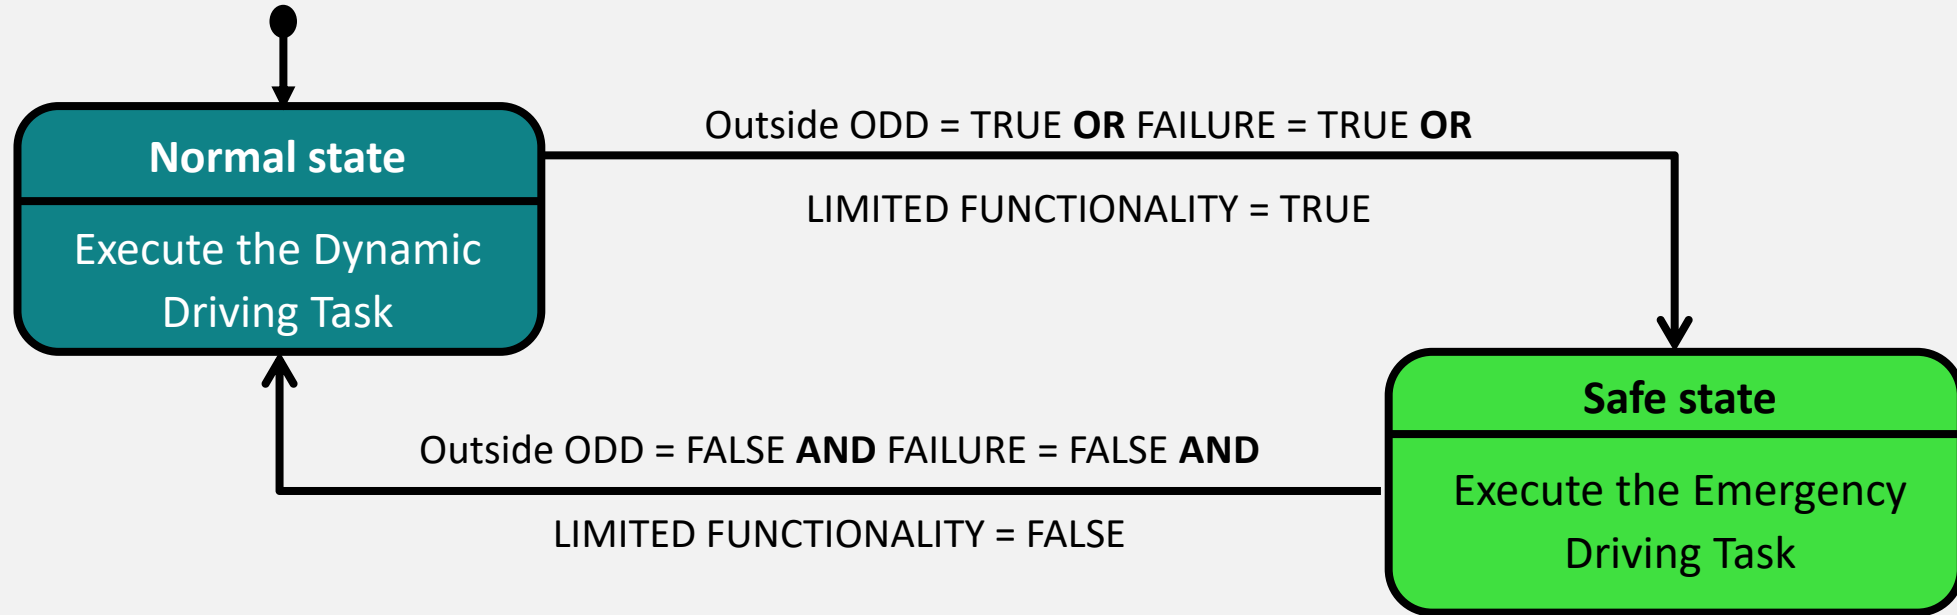 Outside ODD = TRUE OR FAILURE = TRUE OR
LIMITED FUNCTIONALITY = TRUE
Normal state
Execute the Dynamic
Driving Task
Safe state
Execute the Emergency
Driving Task
Outside ODD = FALSE AND FAILURE = FALSE AND
LIMITED FUNCTIONALITY = FALSE